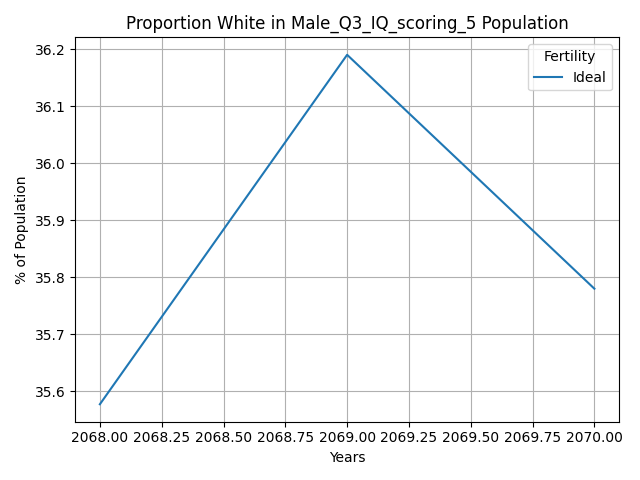 Proportion White in Male_Q3_IQ_scoring_5 Population
36.2
36.1
36.0
35.9
35.8
35.7
35.6
% of Population
Fertility
Ideal
2068.00 2068.25 2068.50 2068.75 2069.00 2069.25 2069.50 2069.75 2070.00
Years